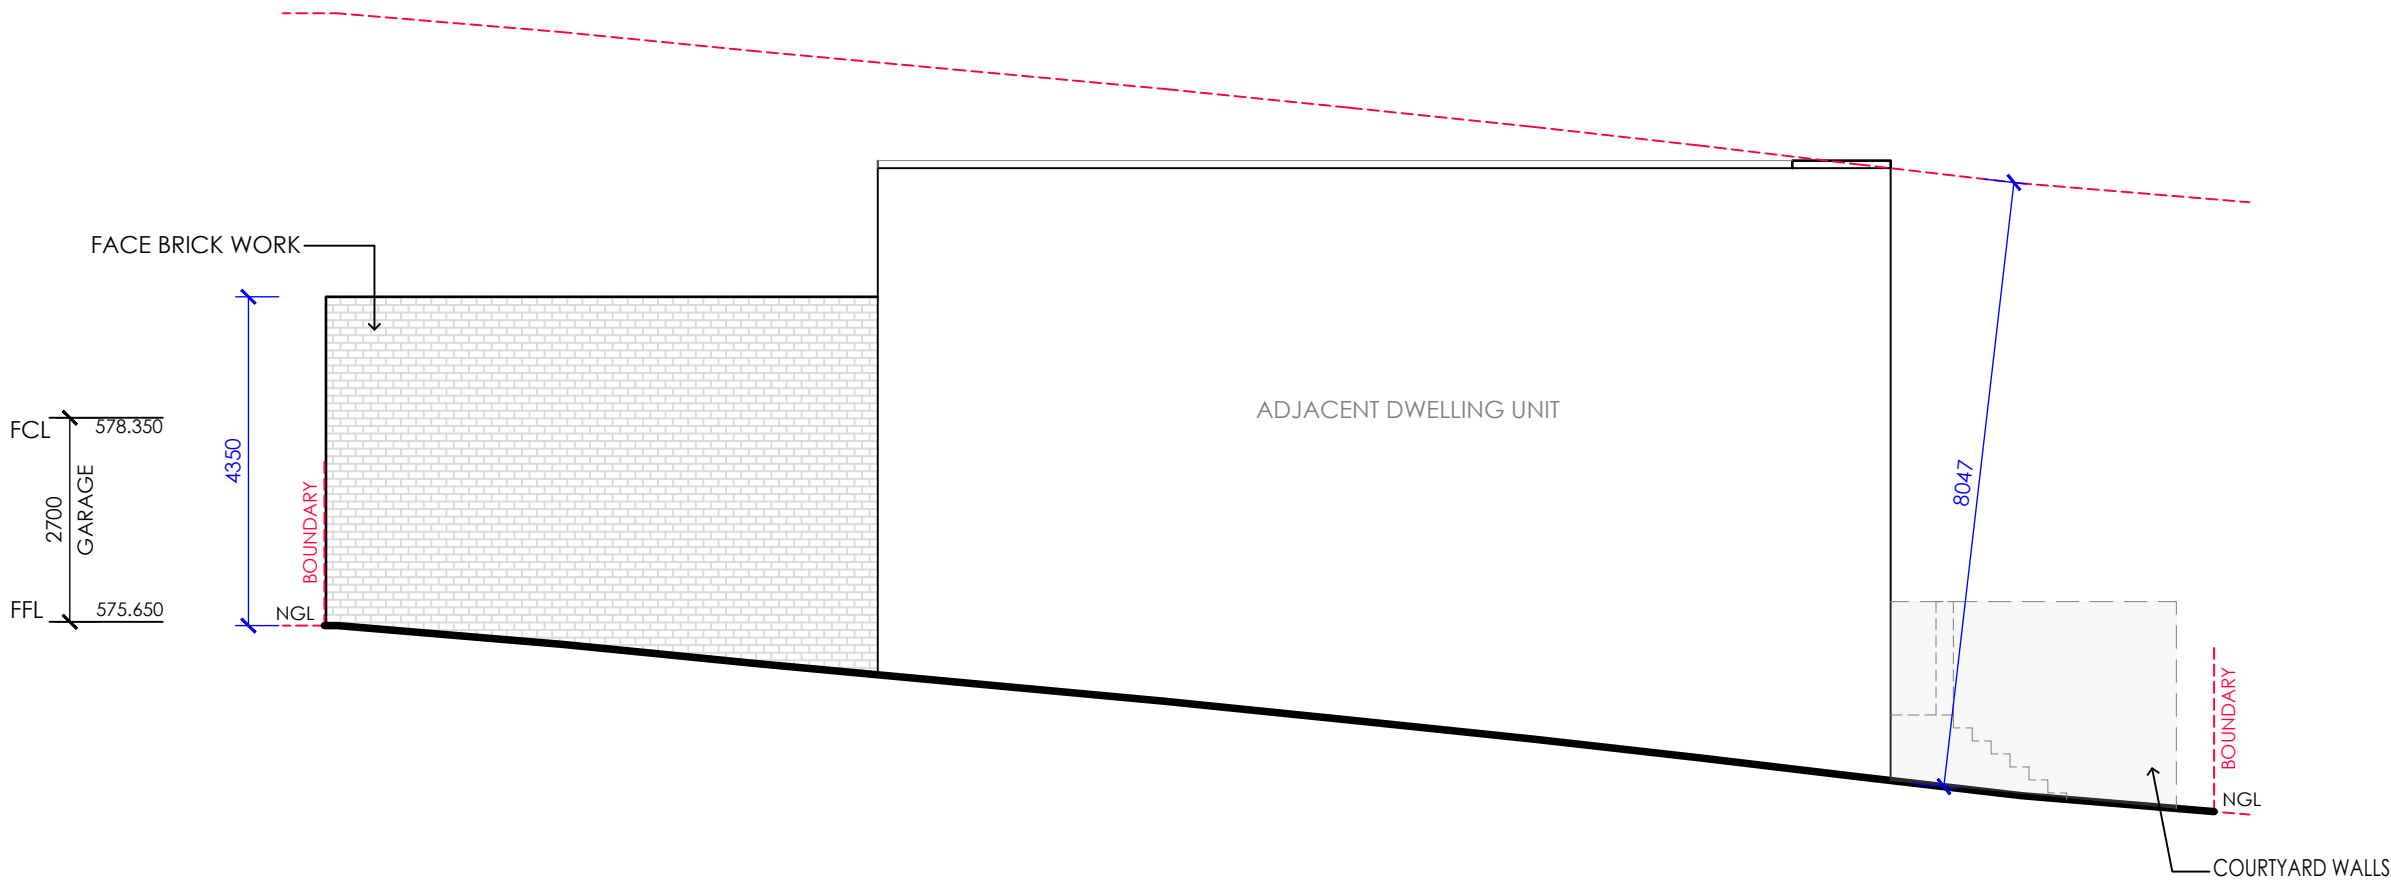 FACE BRICK WORK
ADJACENT DWELLING UNIT
FCL
578.350
4350
8047
2700
GARAGE
BOUNDARY
FFL
575.650
NGL
BOUNDARY
NGL
COURTYARD WALLS